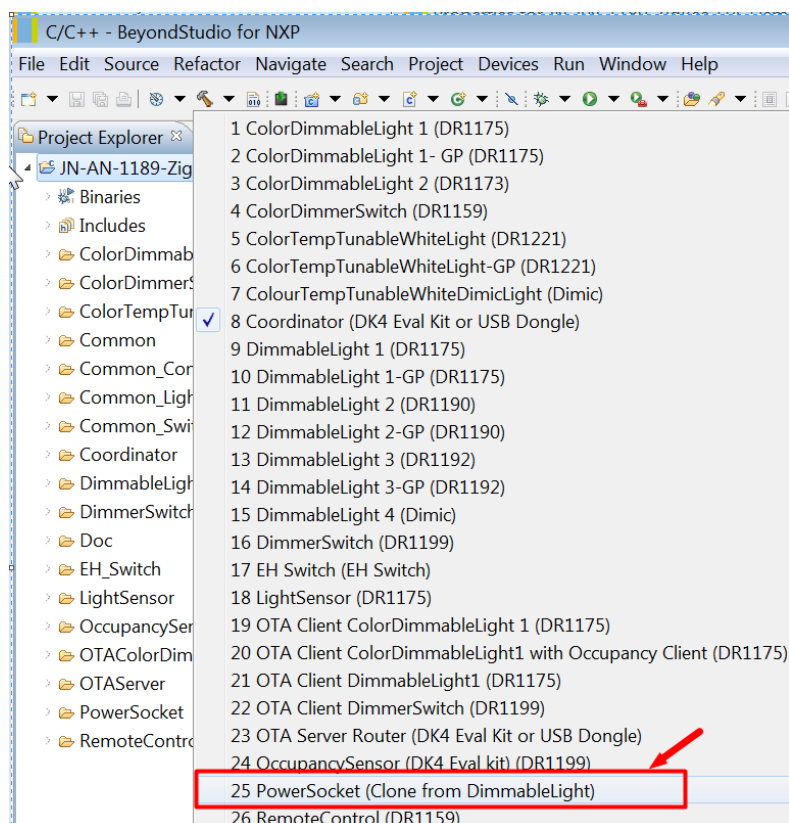 C/C++ - BeyondStudio for NXP
File Edit Source Refactor Navigate Search Project Devices Run Window Help
Project Explorer
JN-AN-1189-Zig
Binaries
Includes
ColorDimmab
ColorDimmerS
ColorTempTur
Common
Common_Cor
Common_Ligh
Common_Swi
Coordinator
DimmableLigh
DimmerSwitch
Doc
EH_Switch
LightSensor
OccupancySer
OTAColorDim
OTAServer
PowerSocket
RemoteContro
1 ColorDimmableLight 1 (DR1175)
2 ColorDimmableLight 1- GP (DR1175)
3 ColorDimmableLight 2 (DR1173)
4 ColorDimmerSwitch (DR1159)
5 ColorTempTunableWhiteLight (DR1221)
6 ColorTempTunableWhiteLight-GP (DR1221)
7 ColourTempTunableWhiteDimicLight (Dimic)
8 Coordinator (DK4 Eval Kit or USB Dongle)
9 DimmableLight 1 (DR1175)
10 DimmableLight 1-GP (DR1175)
11 DimmableLight 2 (DR1190)
12 DimmableLight 2-GP (DR1190)
13 DimmableLight 3 (DR1192)
14 DimmableLight 3-GP (DR1192)
15 DimmableLight 4 (Dimic)
16 DimmerSwitch (DR1199)
17 EH Switch (EH Switch)
18 LightSensor (DR1175)
19 OTA Client ColorDimmableLight 1 (DR1175)
20 OTA Client ColorDimmableLight1 with Occupancy Client (DR1175)
21 OTA Client DimmableLight1 (DR1175)
22 OTA Client DimmerSwitch (DR1199)
23 OTA Server Router (DK4 Eval Kit or USB Dongle)
24 OccupancySensor (DK4 Eval kit) (DR1199)
25 PowerSocket (Clone from DimmableLight)
26 RemoteControl (DR1159)